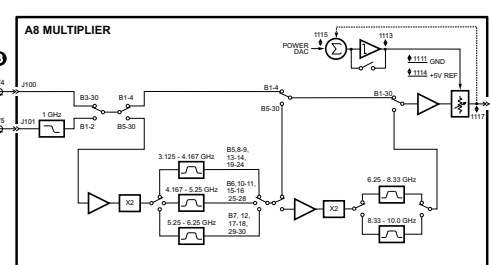 A8 MULTIPLIER
1115
1113
POWER
DAC
Σ
1111 GND
1114 +5V REF
1117
J100
B3-30
B1-4
B1-4
B1-30
J101
1 GHz
B1-2
B5-30
B5-30
3.125 - 4.167 GHz
B5,8-9,
13-14,
19-24
X2
4.167 - 5.25 GHz
B6,10-11,
15-16
25-28
5.25 - 6.25 GHz
B7, 12,
17-18,
29-30
X2
6.25 - 8.33 GHz
8.33 - 10.0 GHz